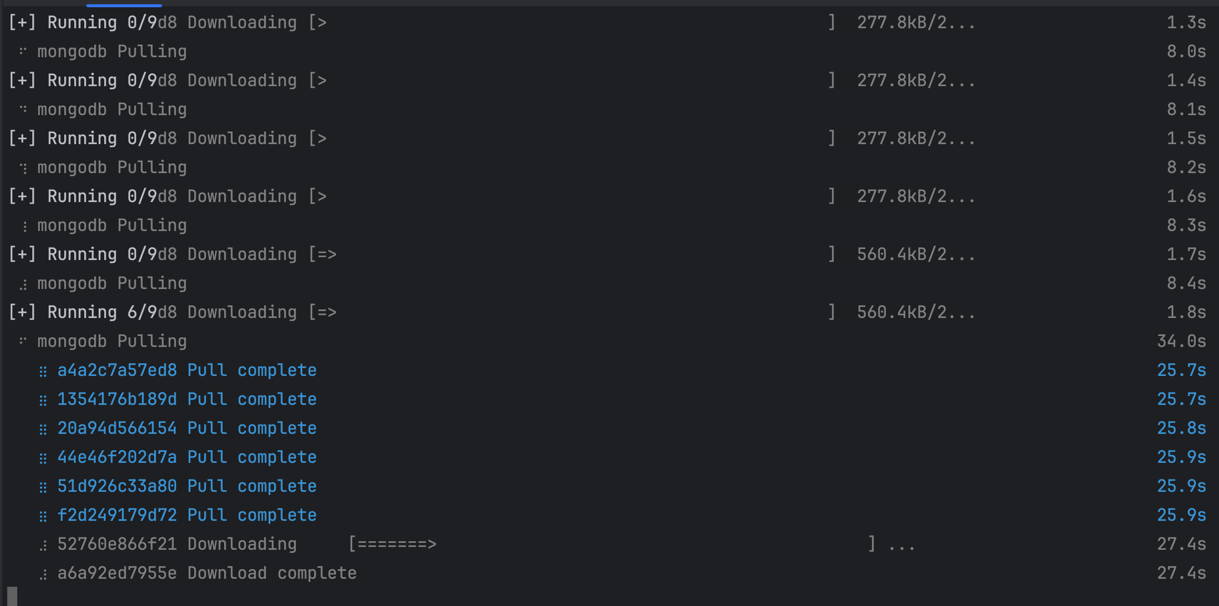 [+] Running 0/9d8 Downloading [>                                                  ]  277.8kB/2...                   1.3s
 ⠋ mongodb Pulling                                                                                                  8.0s
[+] Running 0/9d8 Downloading [>                                                  ]  277.8kB/2...                   1.4s
 ⠙ mongodb Pulling                                                                                                  8.1s
[+] Running 0/9d8 Downloading [>                                                  ]  277.8kB/2...                   1.5s
 ⠹ mongodb Pulling                                                                                                  8.2s
[+] Running 0/9d8 Downloading [>                                                  ]  277.8kB/2...                   1.6s
 ⠸ mongodb Pulling                                                                                                  8.3s
[+] Running 0/9d8 Downloading [=>                                                 ]  560.4kB/2...                   1.7s
 ⠼ mongodb Pulling                                                                                                  8.4s
[+] Running 6/9d8 Downloading [=>                                                 ]  560.4kB/2...                   1.8s
 ⠋ mongodb Pulling                                                                                                 34.0s
   ⠿ a4a2c7a57ed8 Pull complete                                                                                    25.7s
   ⠿ 1354176b189d Pull complete                                                                                    25.7s
   ⠿ 20a94d566154 Pull complete                                                                                    25.8s
   ⠿ 44e46f202d7a Pull complete                                                                                    25.9s
   ⠿ 51d926c33a80 Pull complete                                                                                    25.9s
   ⠿ f2d249179d72 Pull complete                                                                                    25.9s
   ⠼ 52760e866f21 Downloading     [=======>                                           ] ...                        27.4s
   ⠼ a6a92ed7955e Download complete                                                                                27.4s